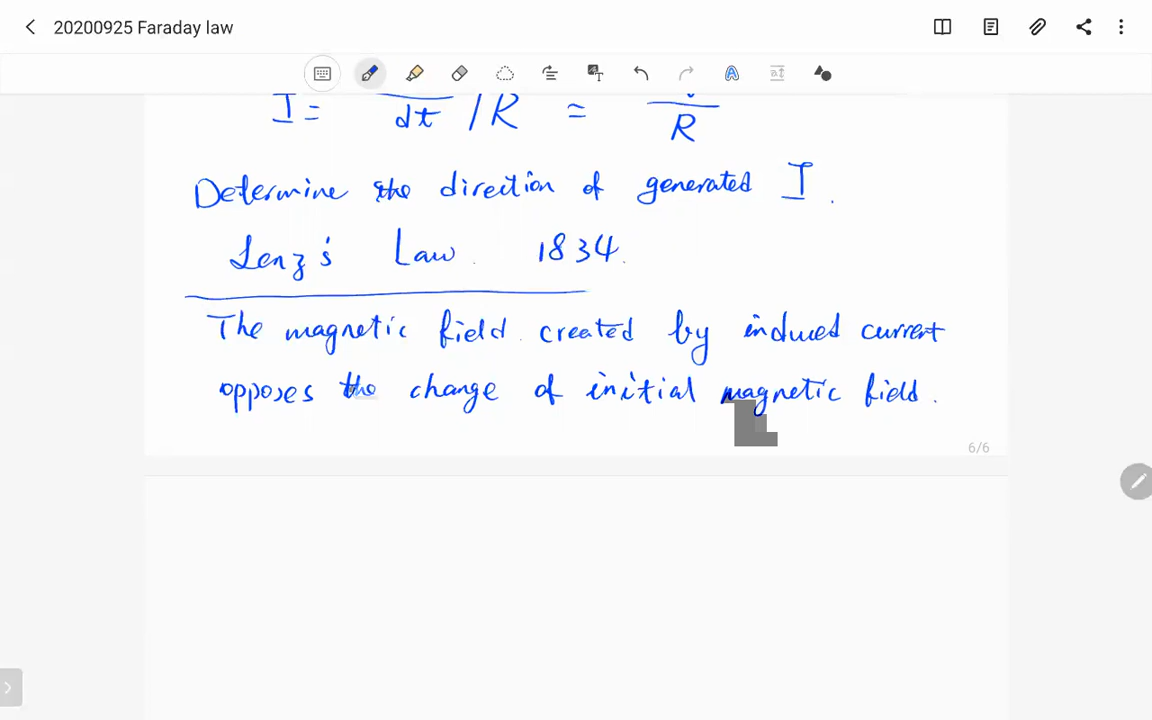 20200925 Faraday law
I = dt / R = R
Determine the direction of generated I.
Lenz's Law. 1834.
The magnetic field created by induced current
opposes the change of initial magnetic field.
6/6